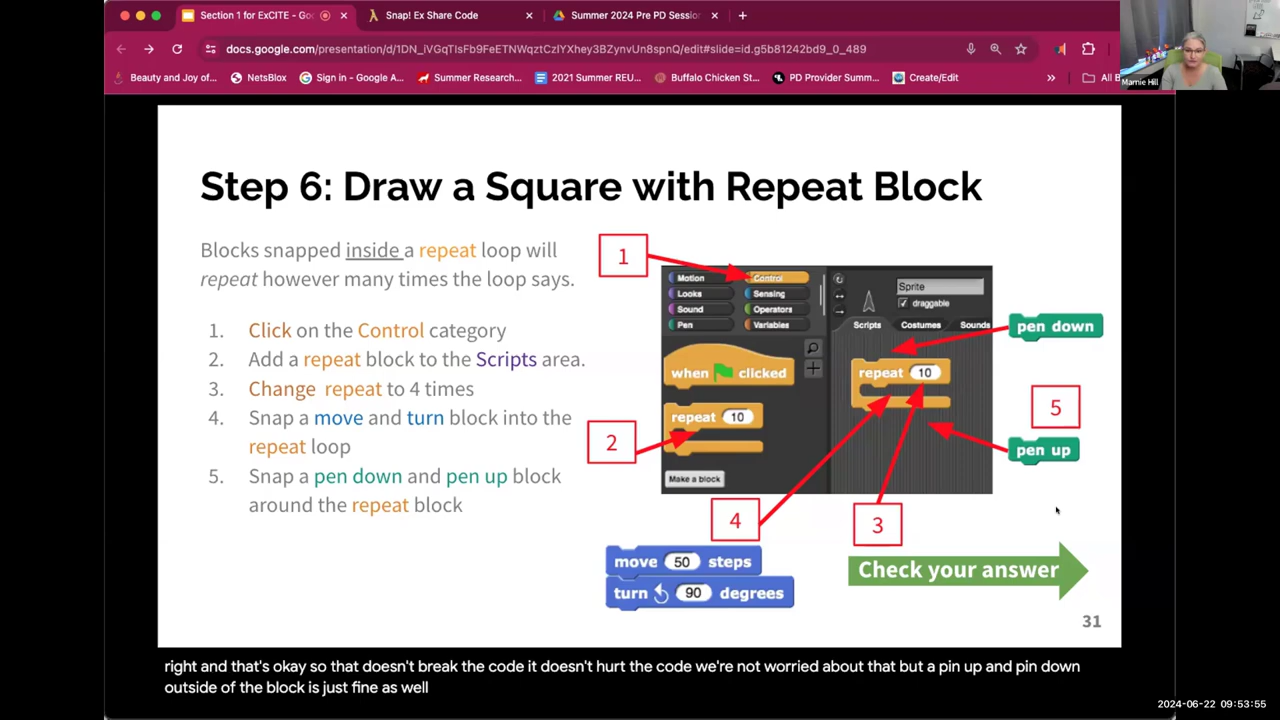 Section 1 for ExCITE - Goo
Snap! Ex Share Code
Summer 2024 Pre PD Sessio
docs.google.com/presentation/d/1DN_iVGqTIsFb9FeETNWqztCzIYXhey3BZynvUn8spnQ/edit#slide=id.g5b81242bd9_0_489
Beauty and Joy of...
NetsBlox
Sign in - Google A...
Summer Research...
2021 Summer REU...
Buffalo Chicken St...
PD Provider Summ...
Create/Edit
»
All B
Marnie Hill
Step 6: Draw a Square with Repeat Block
Blocks snapped inside a repeat loop will
repeat however many times the loop says.
1. Click on the Control category
2. Add a repeat block to the Scripts area.
3. Change repeat to 4 times
4. Snap a move and turn block into the
repeat loop
5. Snap a pen down and pen up block
around the repeat block
1
Motion
Control
Looks
Sensing
Sound
Operators
Pen
Variables
Sprite
draggable
Scripts
Costumes
Sounds
pen down
when clicked
repeat 10
repeat 10
2
5
pen up
Make a block
4
3
move 50 steps
turn 90 degrees
Check your answer
31
right and that's okay so that doesn't break the code it doesn't hurt the code we're not worried about that but a pin up and pin down
outside of the block is just fine as well
2024-06-22 09:53:55